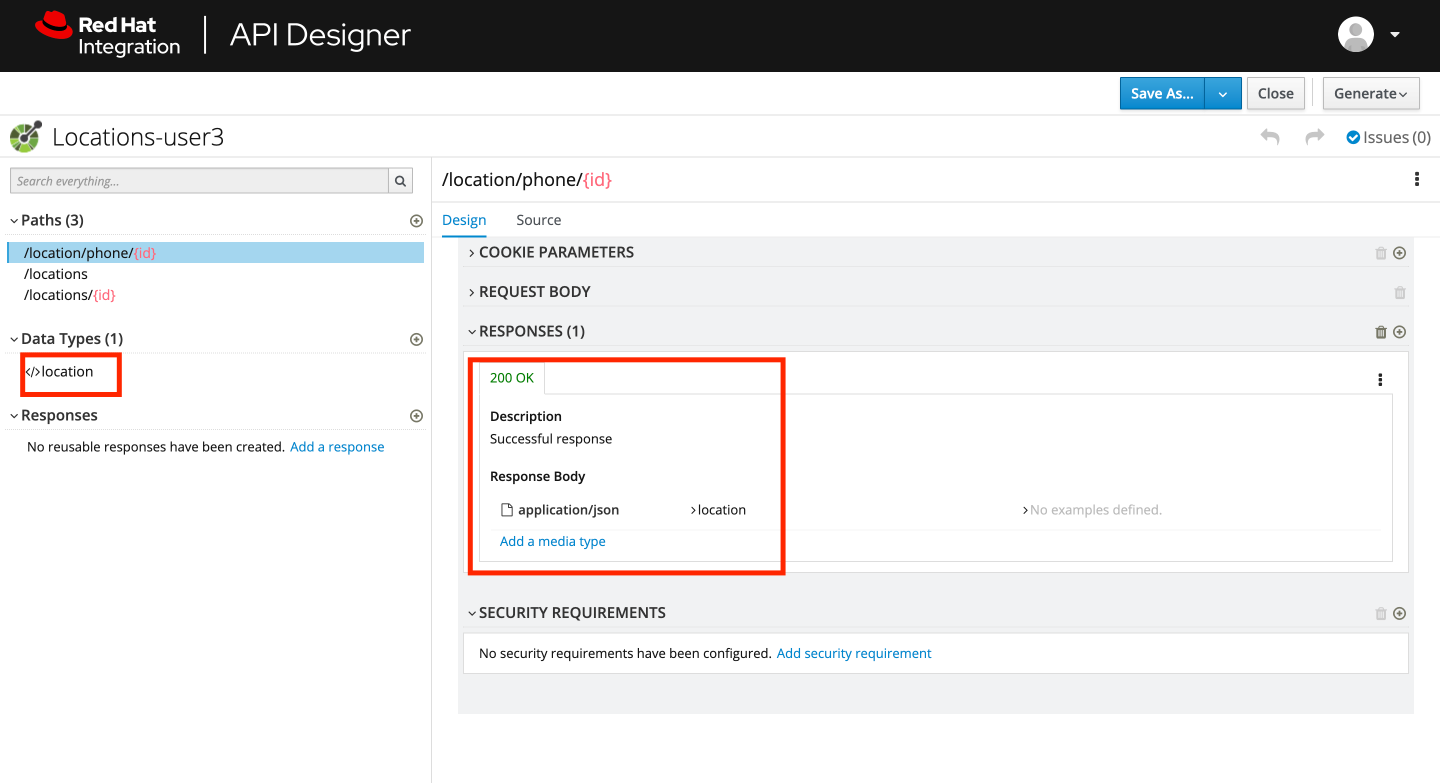 Red Hat
Integration
API Designer
Save As...
Close
Generate
Locations-user3
Issues (0)
Search everything...
/location/phone/{id}
Paths (3)
Design
Source
/location/phone/{id}
/locations
/locations/{id}
Data Types (1)
</>location
Responses
No reusable responses have been created. Add a response
COOKIE PARAMETERS
REQUEST BODY
RESPONSES (1)
200 OK
Description
Successful response
Response Body
application/json
location
No examples defined.
Add a media type
SECURITY REQUIREMENTS
No security requirements have been configured. Add security requirement